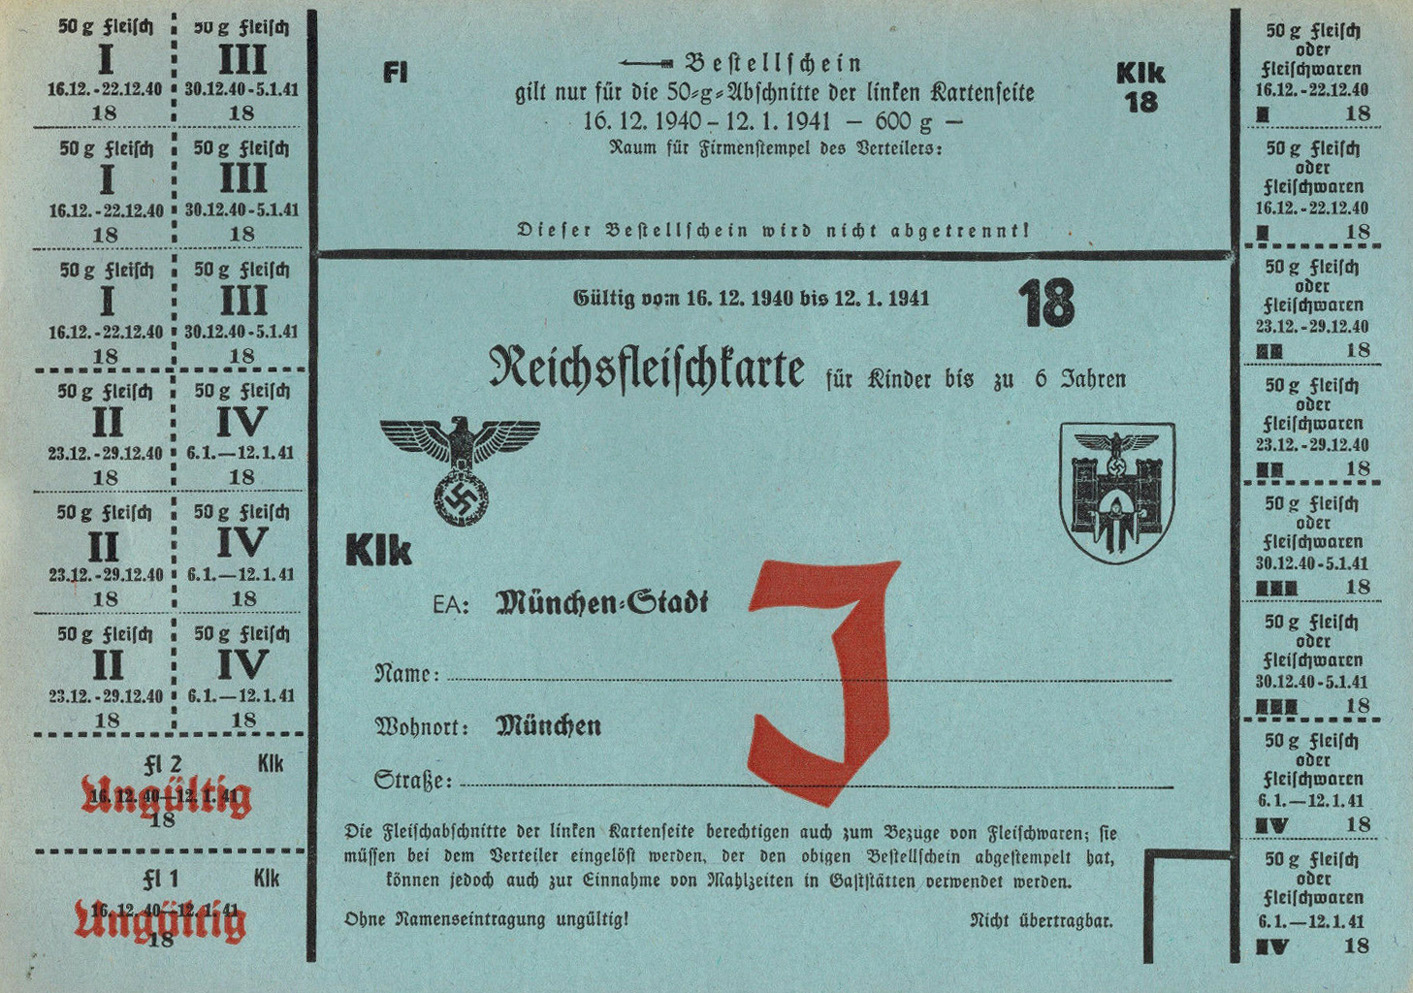 50 g Fleisch
I
16.12.-22.12.40
18
50 g Fleisch
III
30.12.40-5.1.41
18
50 g Fleisch
I
16.12.-22.12.40
18
50 g Fleisch
III
30.12.40-5.1.41
18
50 g Fleisch
I
16.12.-22.12.40
18
50 g Fleisch
III
30.12.40-5.1.41
18
50 g Fleisch
II
23.12.-29.12.40
18
50 g Fleisch
IV
6.1.—12.1.41
18
50 g Fleisch
II
23.12.-29.12.40
18
50 g Fleisch
IV
6.1.—12.1.41
18
50 g Fleisch
II
23.12.-29.12.40
18
50 g Fleisch
IV
6.1.—12.1.41
18
Fl 2 Klk
Ungültig
16.12.40—12.1.41
18
Fl 1 Klk
Ungültig
16.12.40—12.1.41
18
Fl
Bestellschein
Klk
18
gilt nur für die 50-g-Abschnitte der linken Kartenseite
16. 12. 1940 - 12. 1. 1941 — 600 g —
Raum für Firmenstempel des Verteilers:
Dieser Bestellschein wird nicht abgetrennt!
Gültig vom 16. 12. 1940 bis 12. 1. 1941
18
Reichsfleischkarte für Kinder bis zu 6 Jahren
Klk
EA: München-Stadt
J
Name:
Wohnort: München
Straße:
Die Fleischabschnitte der linken Kartenseite berechtigen auch zum Bezuge von Fleischwaren; sie
müssen bei dem Verteiler eingelöst werden, der den obigen Bestellschein abgestempelt hat,
können jedoch auch zur Einnahme von Mahlzeiten in Gaststätten verwendet werden.
Ohne Namenseintragung ungültig! Nicht übertragbar.
50 g Fleisch
oder
Fleischwaren
16.12.-22.12.40
I 18
50 g Fleisch
oder
Fleischwaren
16.12.-22.12.40
I 18
50 g Fleisch
oder
Fleischwaren
23.12.-29.12.40
II 18
50 g Fleisch
oder
Fleischwaren
23.12.-29.12.40
II 18
50 g Fleisch
oder
Fleischwaren
30.12.40-5.1.41
III 18
50 g Fleisch
oder
Fleischwaren
30.12.40-5.1.41
III 18
50 g Fleisch
oder
Fleischwaren
6.1.—12.1.41
IV 18
50 g Fleisch
oder
Fleischwaren
6.1.—12.1.41
IV 18